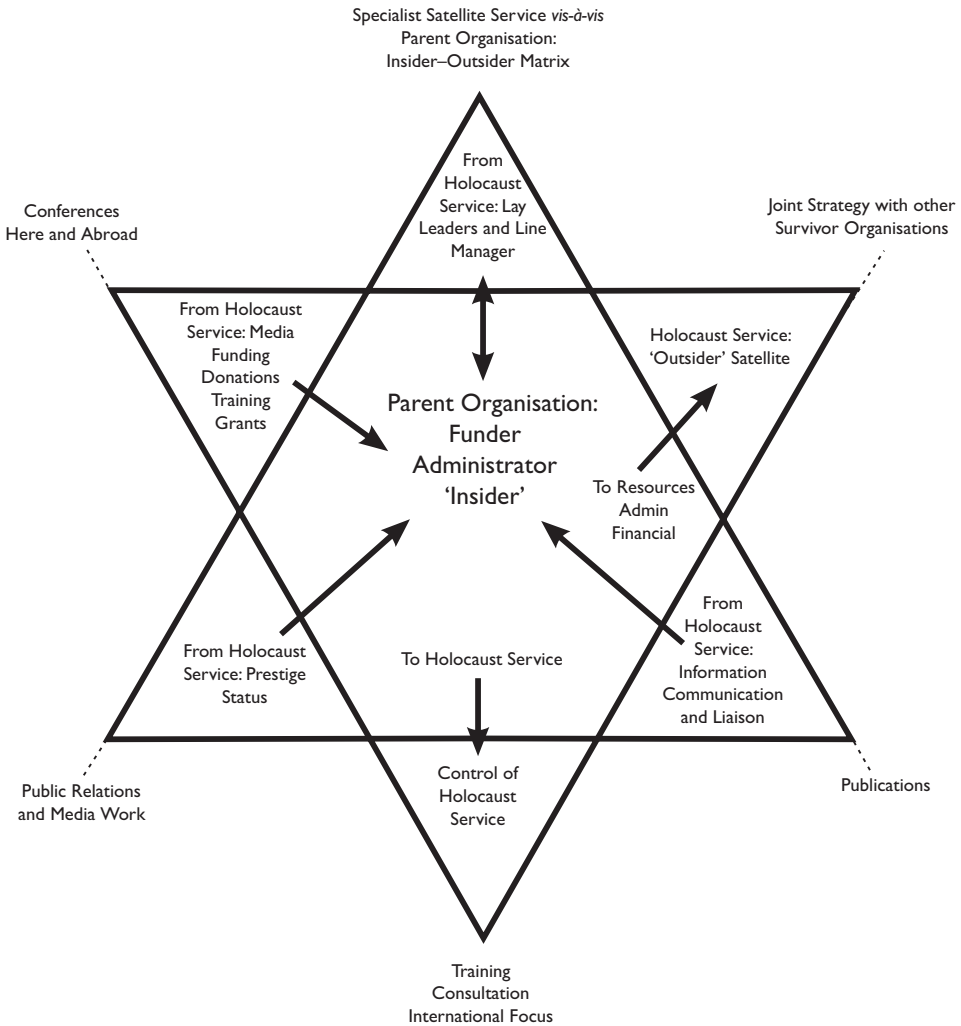 Specialist Satellite Service vis-à-vis
Parent Organisation:
Insider–Outsider Matrix
From
Holocaust
Service: Lay
Leaders and Line
Manager
Conferences
Here and Abroad
Joint Strategy with other
Survivor Organisations
From Holocaust
Service: Media
Funding
Donations
Training
Grants
Holocaust Service:
‘Outsider’ Satellite
Parent Organisation:
Funder
Administrator
‘Insider’
To Resources
Admin
Financial
From Holocaust
Service: Prestige
Status
To Holocaust Service
From
Holocaust
Service:
Information
Communication
and Liaison
Control of
Holocaust
Service
Public Relations
and Media Work
Publications
Training
Consultation
International Focus